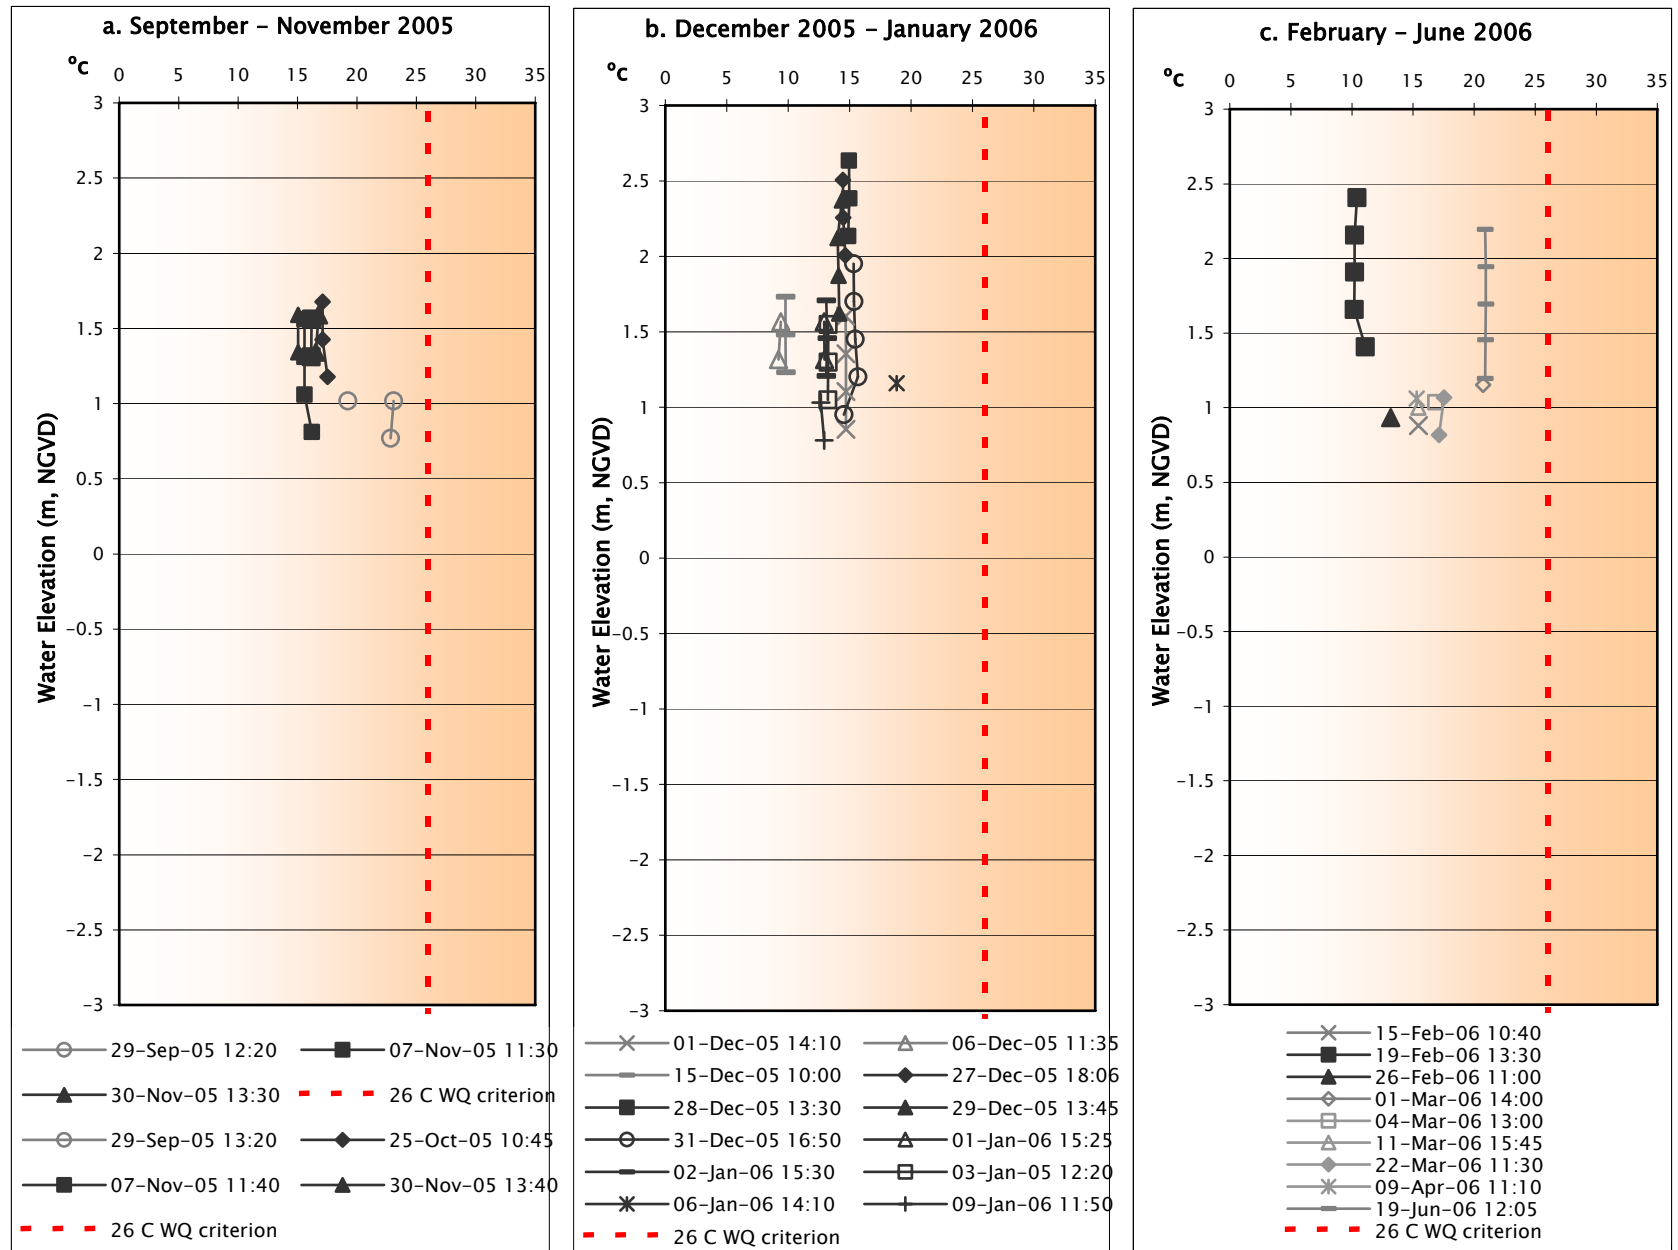 a. September – November 2005
°C
0 5 10 15 20 25 30 35
3
2.5
2
1.5
1
0.5
0
–0.5
–1
–1.5
–2
–2.5
–3
Water Elevation (m, NGVD)
29–Sep–05 12:20
07–Nov–05 11:30
30–Nov–05 13:30
26 C WQ criterion
29–Sep–05 13:20
25–Oct–05 10:45
07–Nov–05 11:40
30–Nov–05 13:40
26 C WQ criterion
b. December 2005 – January 2006
°C
0 5 10 15 20 25 30 35
3
2.5
2
1.5
1
0.5
0
–0.5
–1
–1.5
–2
–2.5
–3
Water Elevation (m, NGVD)
01–Dec–05 14:10
06–Dec–05 11:35
15–Dec–05 10:00
27–Dec–05 18:06
28–Dec–05 13:30
29–Dec–05 13:45
31–Dec–05 16:50
01–Jan–06 15:25
02–Jan–06 15:30
03–Jan–05 12:20
06–Jan–06 14:10
09–Jan–06 11:50
26 C WQ criterion
c. February – June 2006
°C
0 5 10 15 20 25 30 35
3
2.5
2
1.5
1
0.5
0
–0.5
–1
–1.5
–2
–2.5
–3
Water Elevation (m, NGVD)
15–Feb–06 10:40
19–Feb–06 13:30
26–Feb–06 11:00
01–Mar–06 14:00
04–Mar–06 13:00
11–Mar–06 15:45
22–Mar–06 11:30
09–Apr–06 11:10
19–Jun–06 12:05
26 C WQ criterion